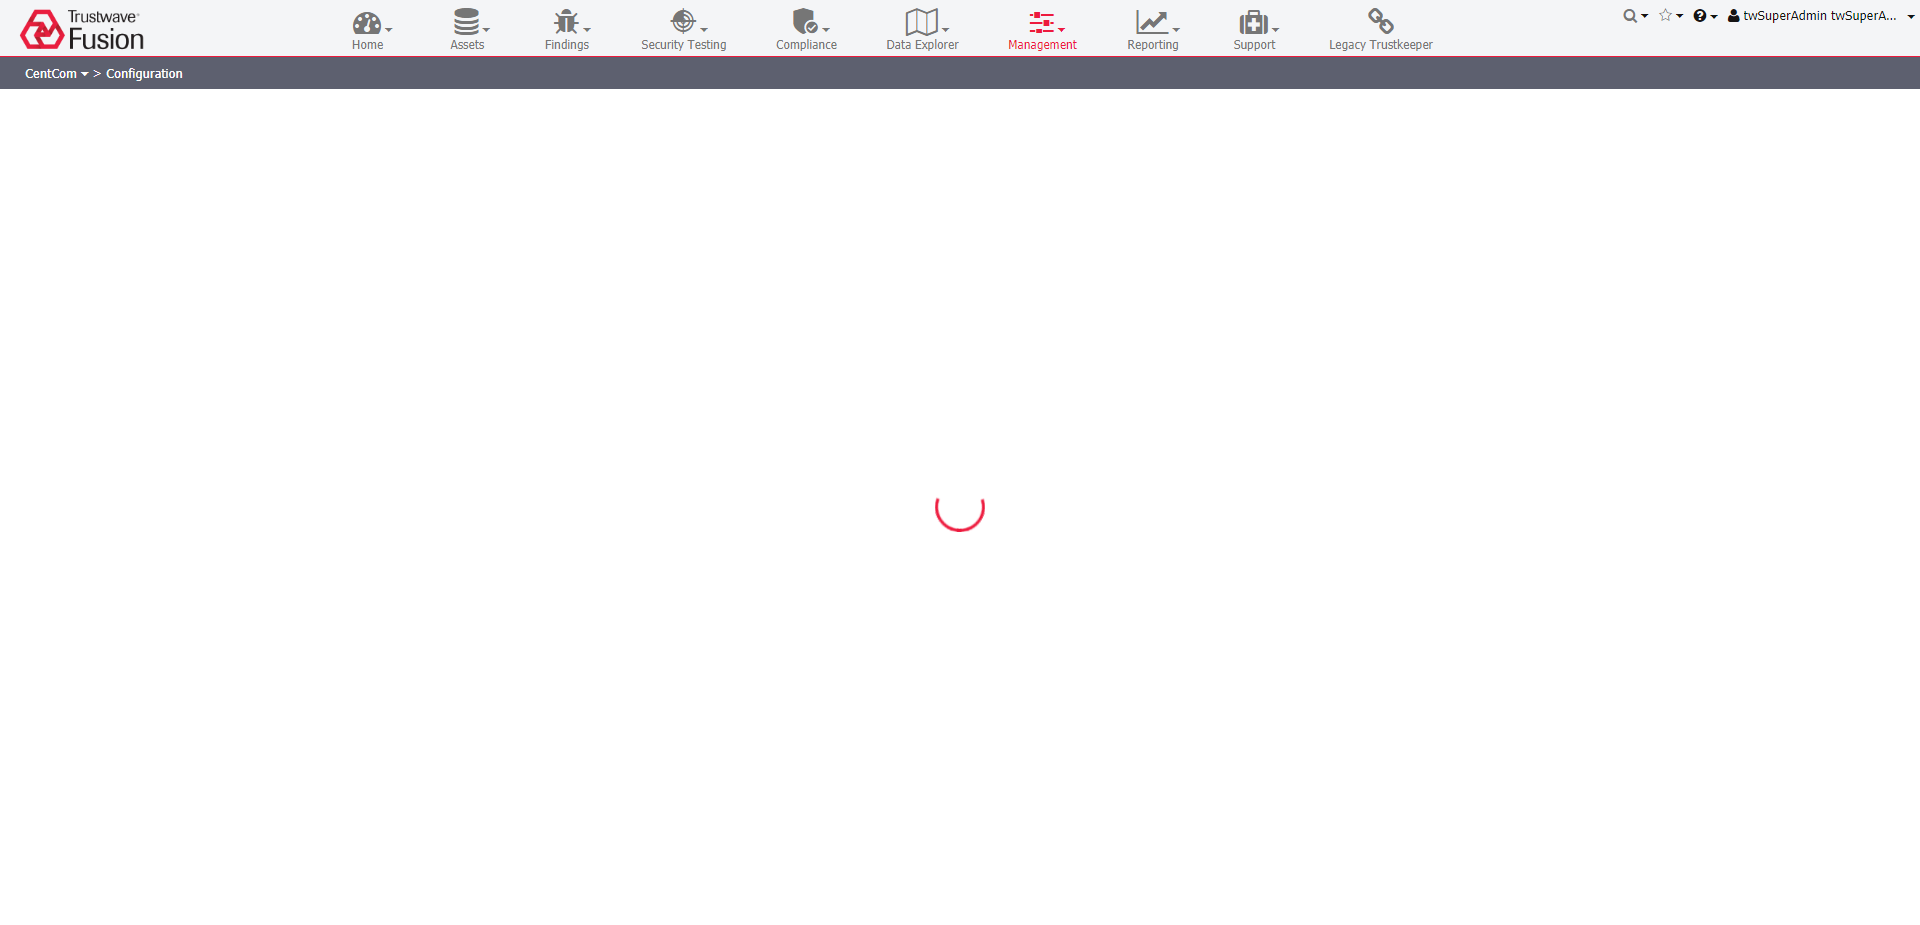 Trustwave
Fusion
Home
Assets
Findings
Security Testing
Compliance
Data Explorer
Management
Reporting
Support
Legacy Trustkeeper
twSuperAdmin twSuperA...
CentCom > Configuration